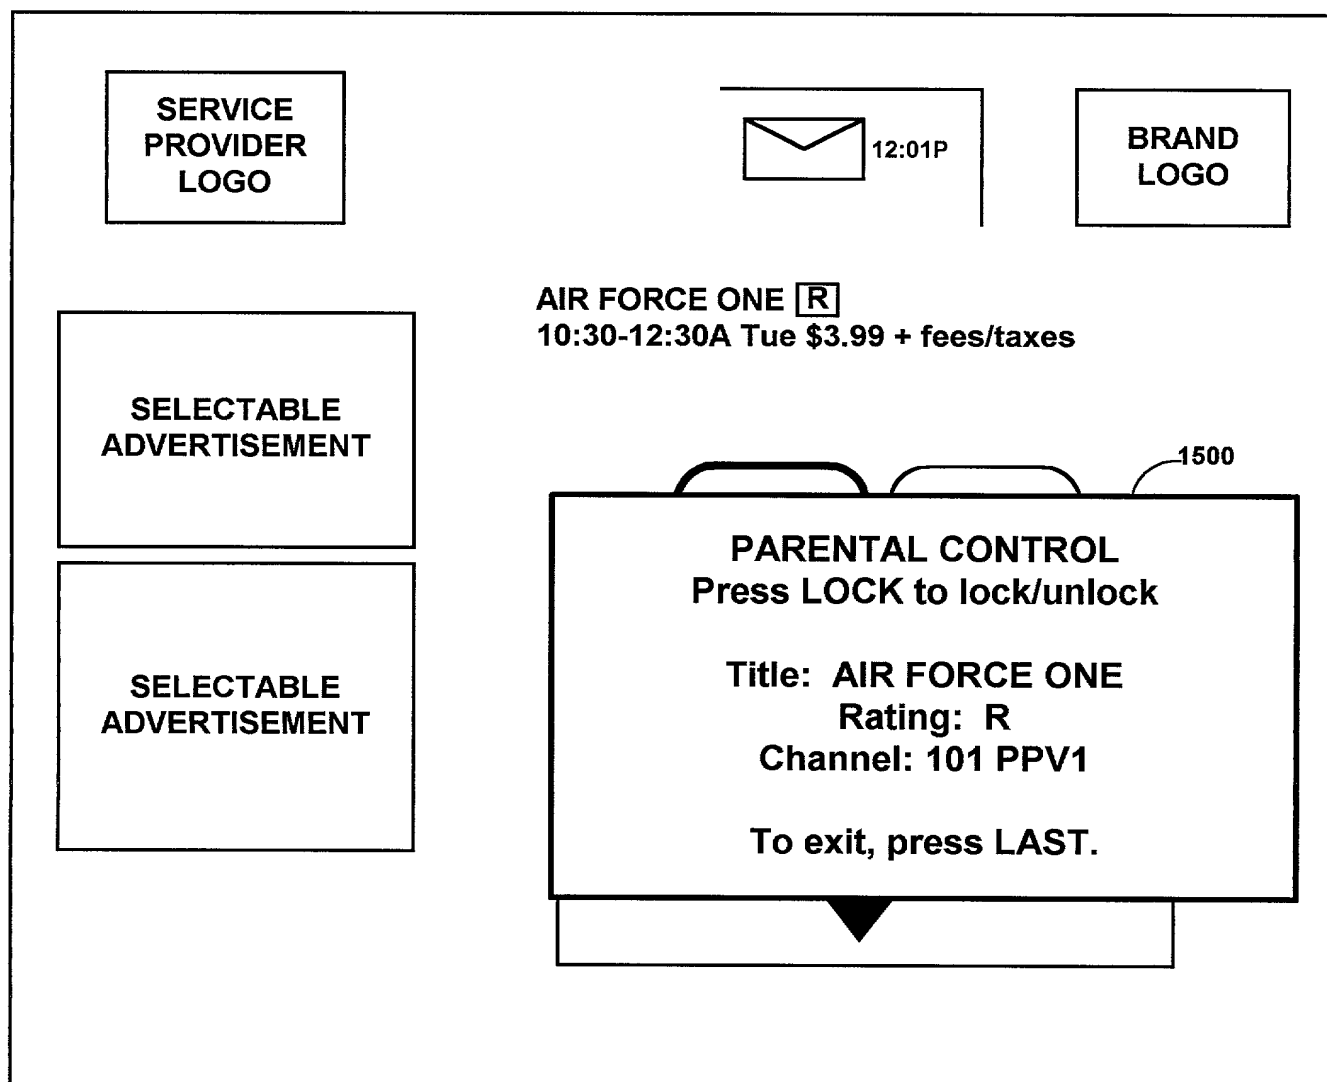 SERVICE
PROVIDER
LOGO
12:01P
BRAND
LOGO
AIR FORCE ONE R
10:30-12:30A Tue $3.99 + fees/taxes
SELECTABLE
ADVERTISEMENT
1500
PARENTAL CONTROL
Press LOCK to lock/unlock
Title: AIR FORCE ONE
Rating: R
Channel: 101 PPV1
To exit, press LAST.
SELECTABLE
ADVERTISEMENT